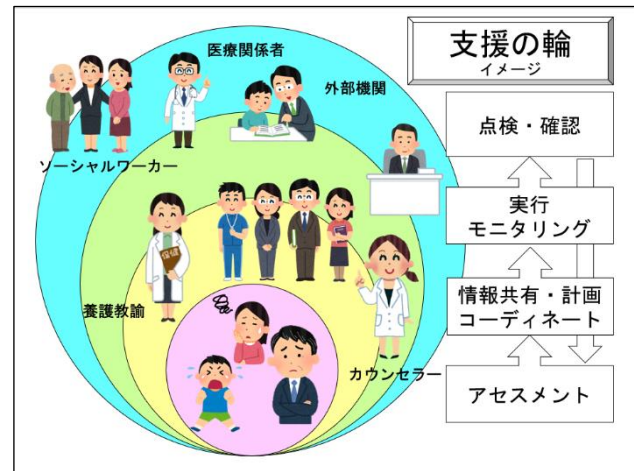 支援の輪
イメージ
医療関係者
外部機関
ソーシャルワーカー
保健
養護教諭
カウンセラー
点検・確認
実行
モニタリング
情報共有・計画
コーディネート
アセスメント